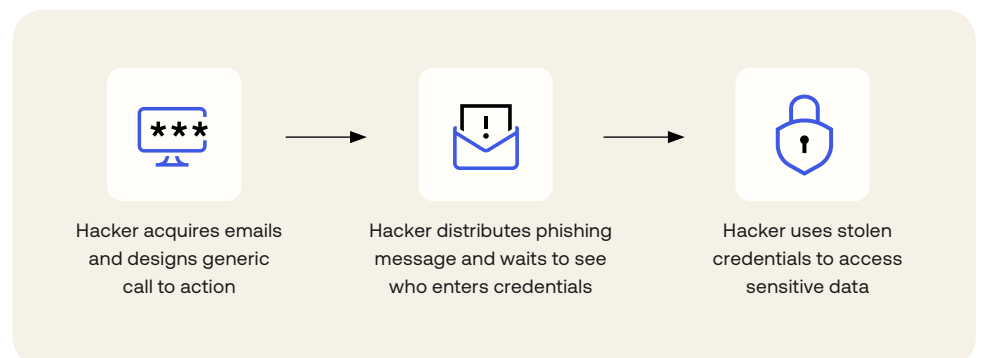 ***
!
Hacker acquires emails
and designs generic
call to action
Hacker distributes phishing
message and waits to see
who enters credentials
Hacker uses stolen
credentials to access
sensitive data